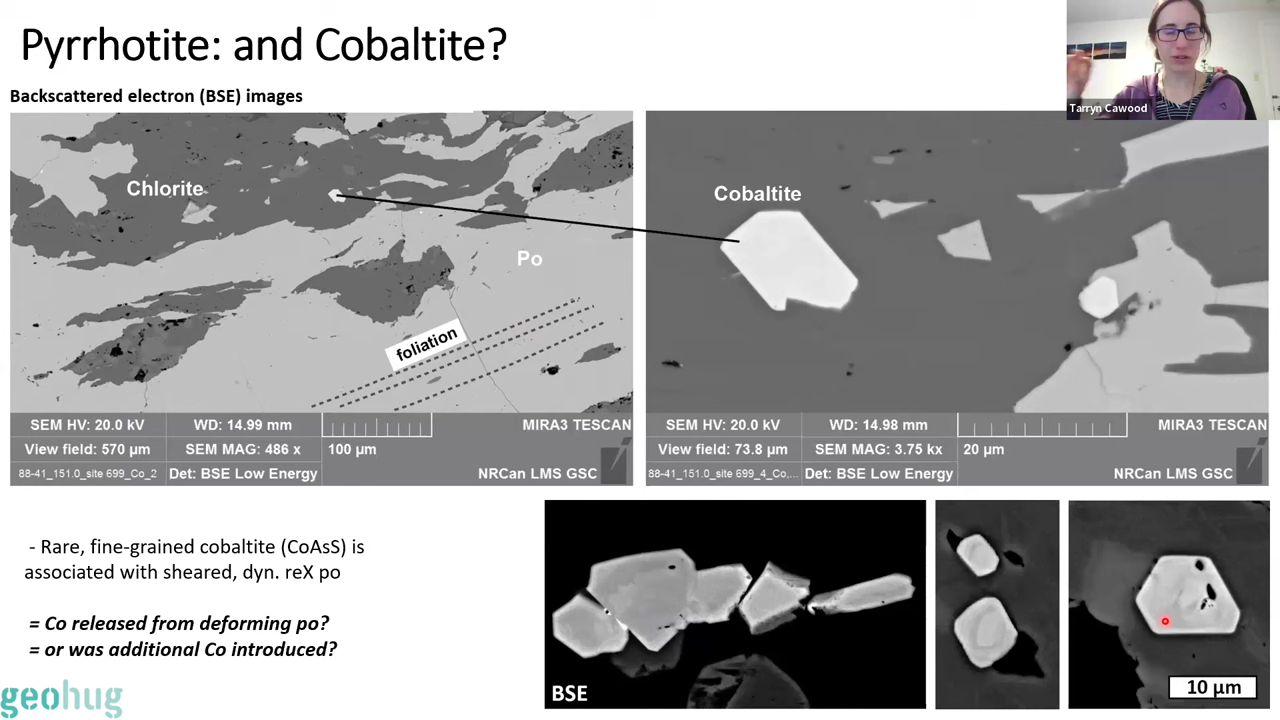 Pyrrhotite: and Cobaltite?
Tarryn Cawood
Backscattered electron (BSE) images
Chlorite
Po
foliation
SEM HV: 20.0 kV
WD: 14.99 mm
MIRA3 TESCAN
View field: 570 µm
SEM MAG: 486 x
100 µm
88-41_151.0_site 699_Co_2
Det: BSE Low Energy
NRCan LMS GSC
Cobaltite
SEM HV: 20.0 kV
WD: 14.98 mm
MIRA3 TESCAN
View field: 73.8 µm
SEM MAG: 3.75 kx
20 µm
88-41_151.0_site 699_4_Co,...
Det: BSE Low Energy
NRCan LMS GSC
- Rare, fine-grained cobaltite (CoAsS) is
associated with sheared, dyn. reX po
= Co released from deforming po?
= or was additional Co introduced?
BSE
10 µm
geohug